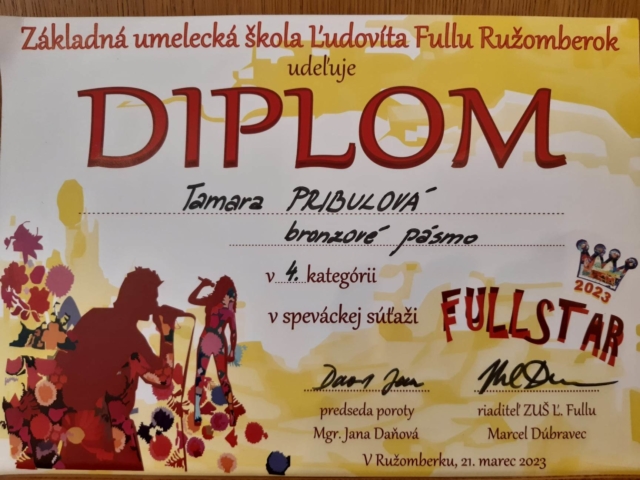 Základná umelecká škola Ľudovíta Fullu Ružomberok
udeľuje
DIPLOM
Tamara PRIBULOVÁ
bronzové pásmo
v 4. kategórii
v speváckej súťaži
FULLSTAR
2023
predseda poroty
Mgr. Jana Daňová
riaditeľ ZUŠ Ľ. Fullu
Marcel Dúbravec
V Ružomberku, 21. marec 2023